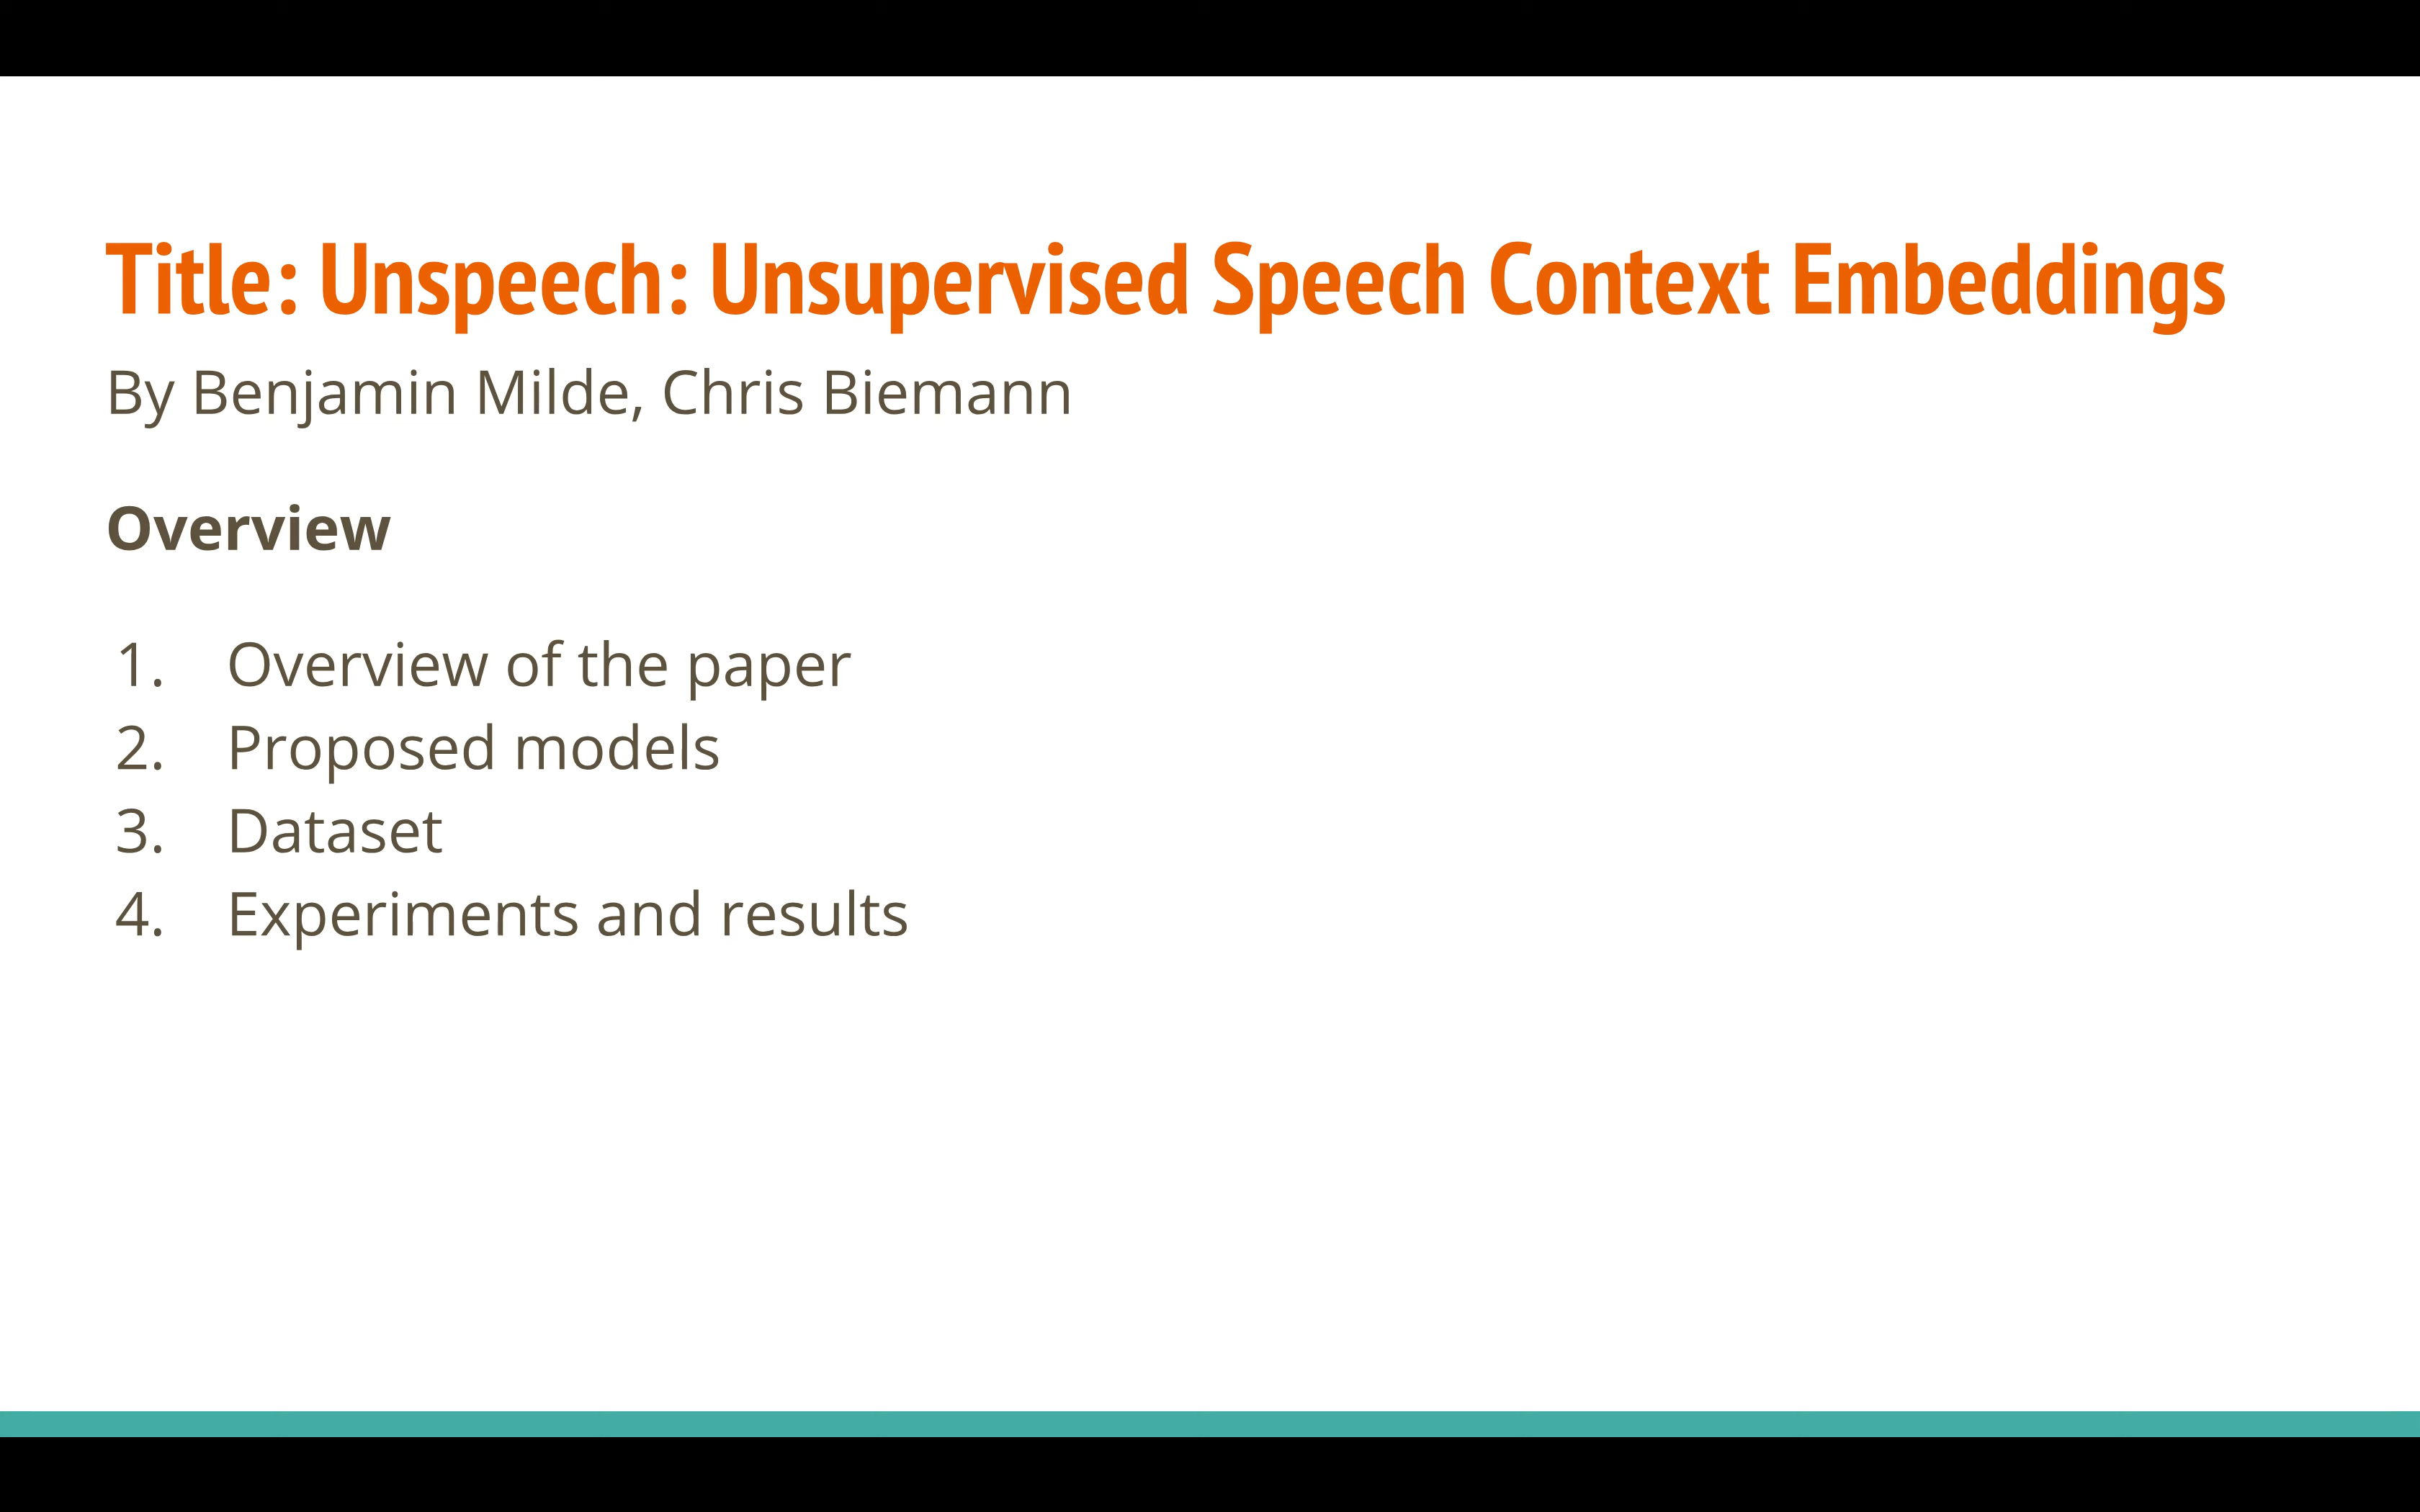 Title: Unspeech: Unsupervised Speech Context Embeddings
By Benjamin Milde, Chris Biemann
Overview
1. Overview of the paper
2. Proposed models
3. Dataset
4. Experiments and results